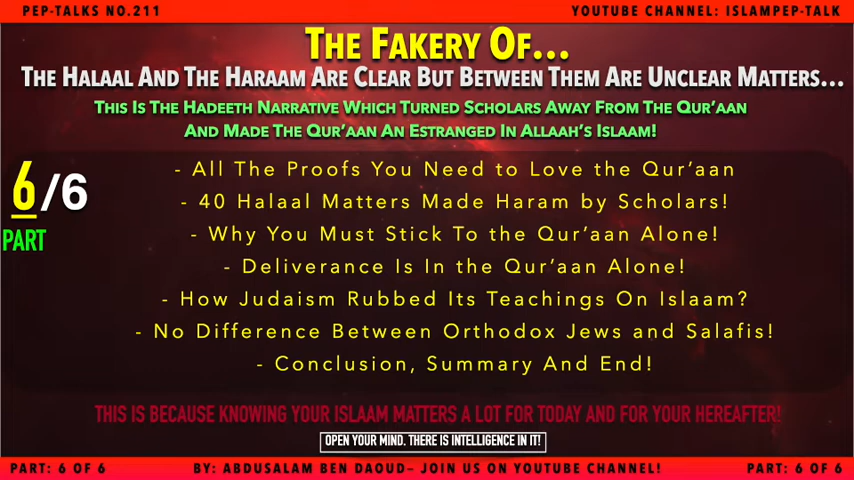 PEP-TALKS NO.211
YOUTUBE CHANNEL: ISLAMPEP-TALK
THE FAKERY OF...
THE HALAAL AND THE HARAAM ARE CLEAR BUT BETWEEN THEM ARE UNCLEAR MATTERS...
THIS IS THE HADEETH NARRATIVE WHICH TURNED SCHOLARS AWAY FROM THE QUR'AAN
AND MADE THE QUR'AAN AN ESTRANGED IN ALLAAH'S ISLAAM!
6/6
PART
- All The Proofs You Need to Love the Qur'aan
- 40 Halaal Matters Made Haram by Scholars!
- Why You Must Stick To the Qur'aan Alone!
- Deliverance Is In the Qur'aan Alone!
- How Judaism Rubbed Its Teachings On Islaam?
- No Difference Between Orthodox Jews and Salafis!
- Conclusion, Summary And End!
THIS IS BECAUSE KNOWING YOUR ISLAAM MATTERS A LOT FOR TODAY AND FOR YOUR HEREAFTER!
OPEN YOUR MIND. THERE IS INTELLIGENCE IN IT!
PART: 6 OF 6
BY: ABDUSALAM BEN DAOUD– JOIN US ON YOUTUBE CHANNEL!
PART: 6 OF 6